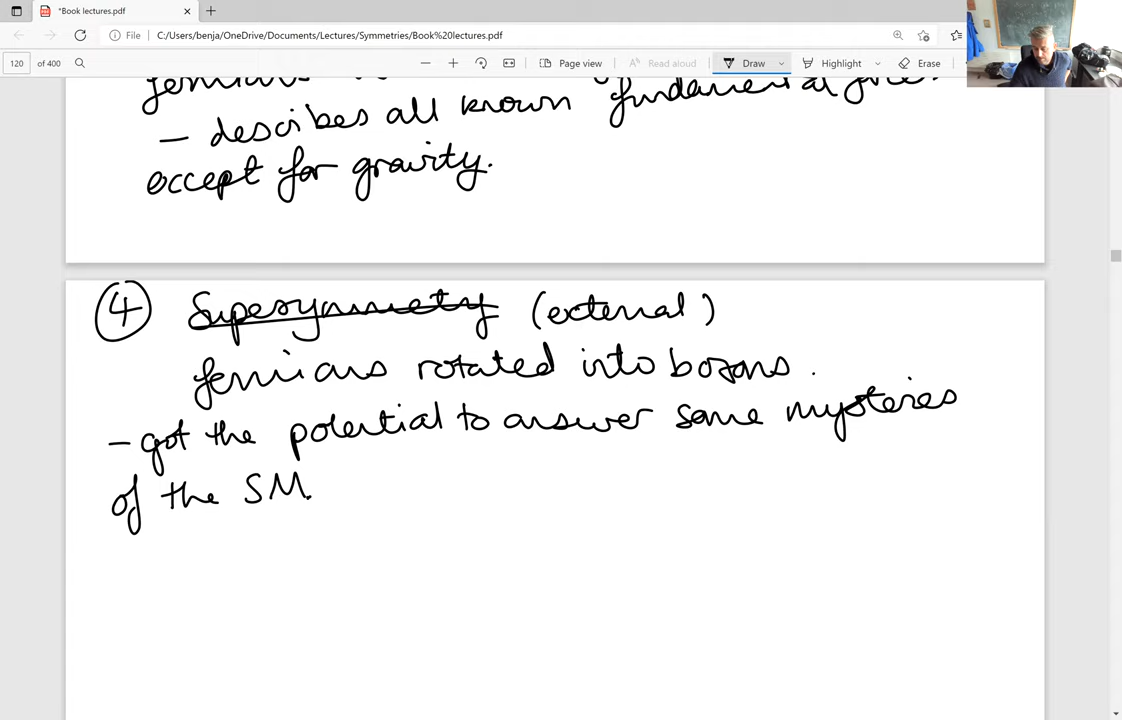 *Book lectures.pdf
File C:/Users/benja/OneDrive/Documents/Lectures/Symmetries/Book%20lectures.pdf
120 of 400 Page view Read aloud Draw Highlight Erase
– describes all known fundamental
except for gravity.
④ Supersymmetry (external)
fermions rotated into bosons.
– got the potential to answer some mysteries
of the SM.